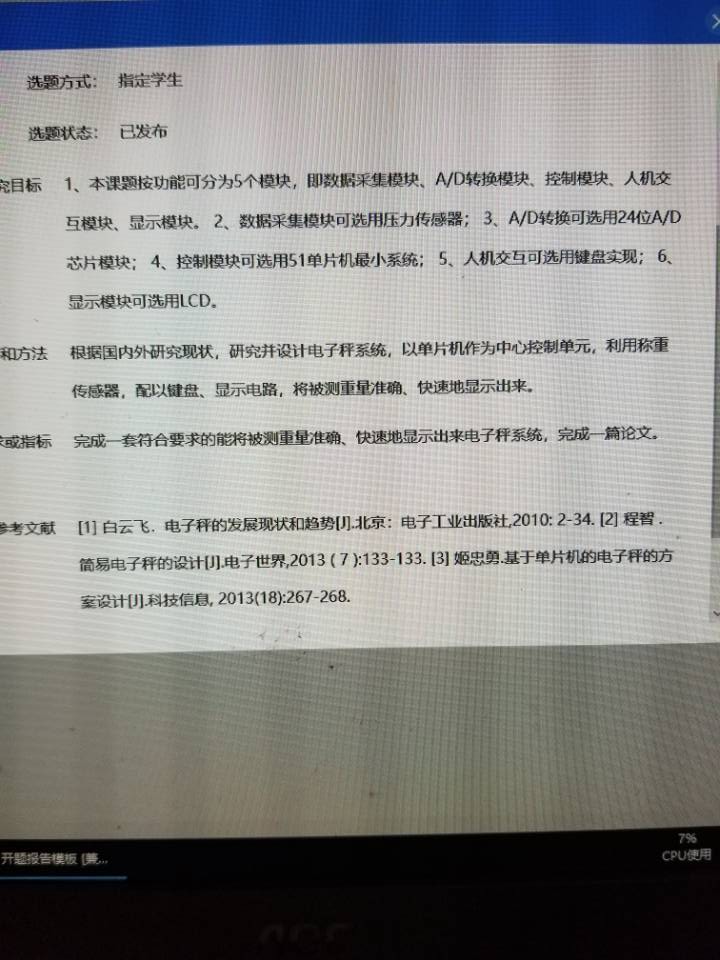 选题方式： 指定学生
选题状态： 已发布
究目标 1、本课题按功能可分为5个模块，即数据采集模块、A/D转换模块、控制模块、人机交
互模块、显示模块。 2、数据采集模块可选用压力传感器； 3、A/D转换可选用24位A/D
芯片模块； 4、控制模块可选用51单片机最小系统； 5、人机交互可选用键盘实现； 6、
显示模块可选用LCD。
和方法 根据国内外研究现状，研究并设计电子秤系统，以单片机作为中心控制单元，利用称重
传感器，配以键盘、显示电路，将被测重量准确、快速地显示出来。
求或指标 完成一套符合要求的能将被测重量准确、快速地显示出来电子秤系统，完成一篇论文。
参考文献 [1] 白云飞．电子秤的发展现状和趋势[J].北京：电子工业出版社,2010: 2-34. [2] 程智 .
简易电子秤的设计[J].电子世界,2013 ( 7 ):133-133. [3] 姬忠勇.基于单片机的电子秤的方
案设计[J].科技信息, 2013(18):267-268.
开题报告模板 [兼...
7%
CPU使用